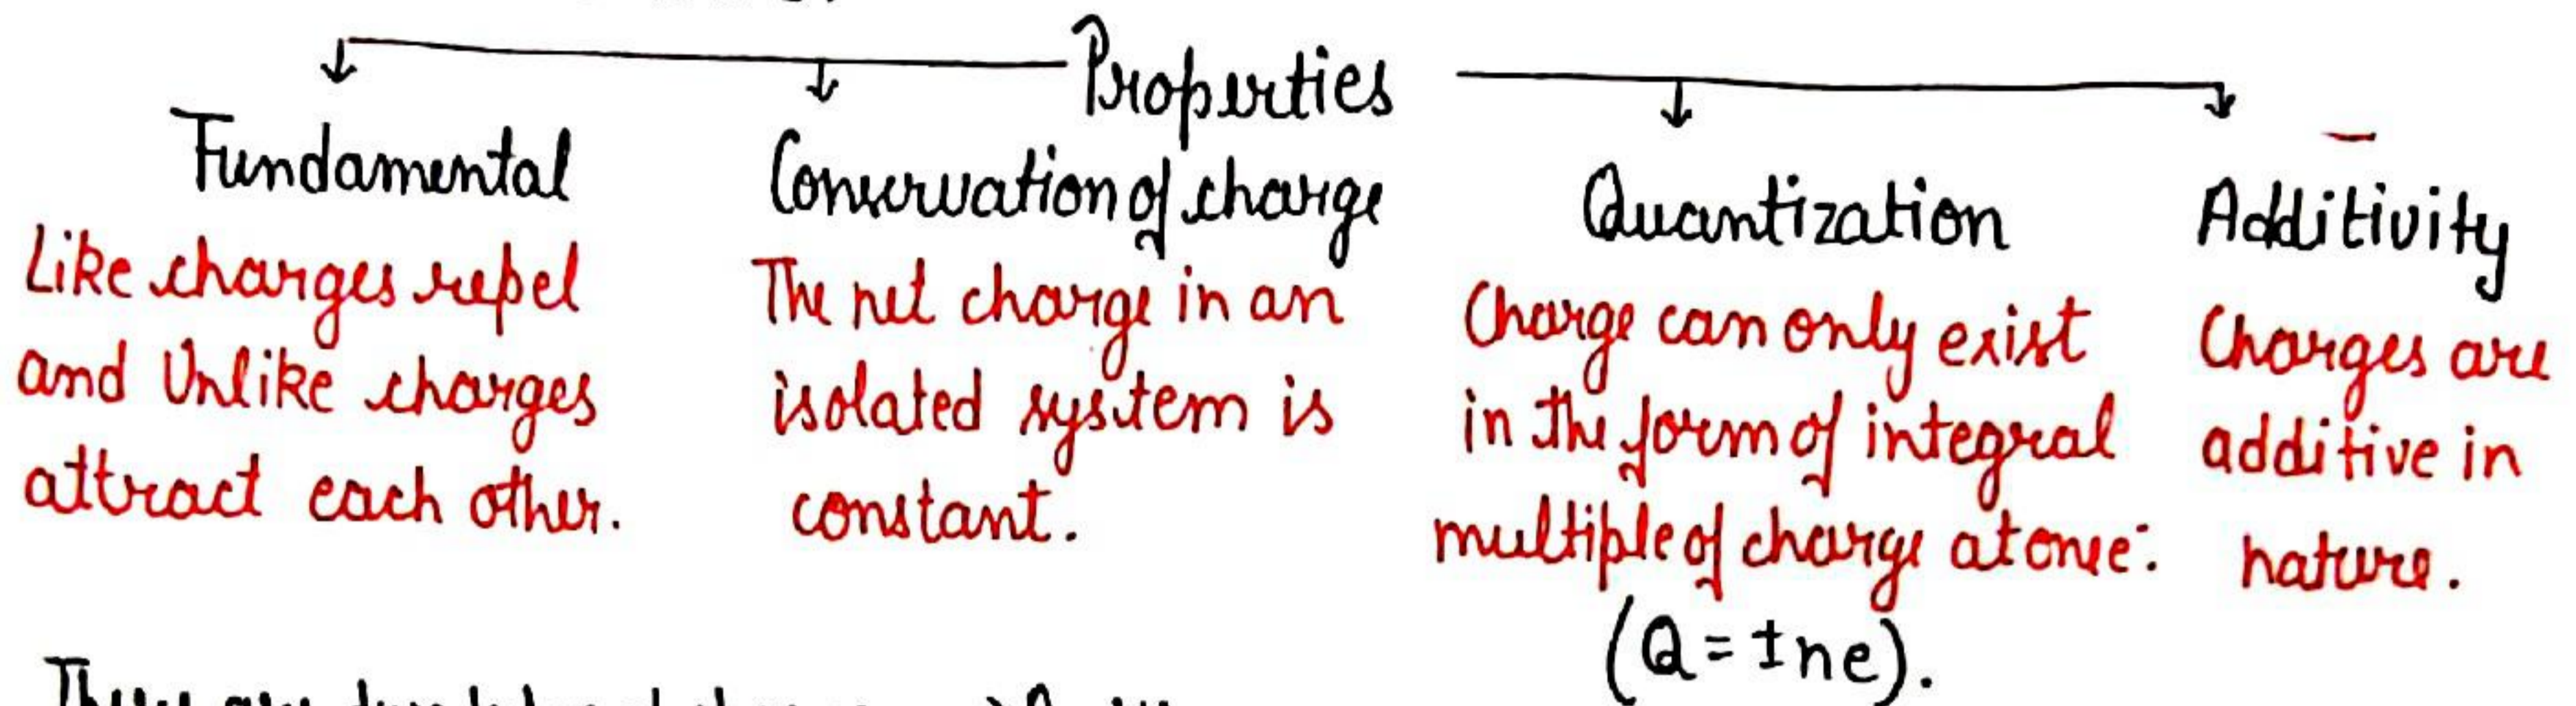 Properties
Fundamental
Like charges repel
and Unlike charges
attract each other.
Conservation of charge
The net charge in an
isolated system is
constant.
Quantization
Charge can only exist
in the form of integral
multiple of charge at one:
(Q = ± ne).
Additivity
Charges are
additive in
nature.
There are